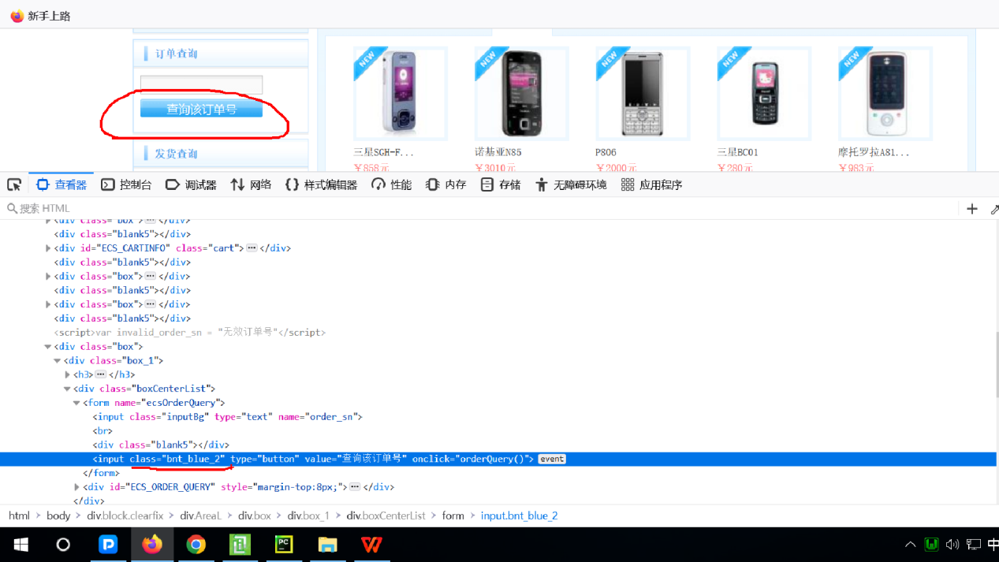 新手上路
订单查询
查询该订单号
发货查询
NEW NEW NEW NEW NEW
三星SGH-F... 诺基亚N85 P806 三星BC01 摩托罗拉A81...
￥858元 ￥3010元 ￥2000元 ￥280元 ￥983元
查看器 控制台 调试器 网络 {} 样式编辑器 性能 内存 存储 无障碍环境 应用程序
搜索 HTML
<div class="box"> ⋯ </div>
<div class="blank5"></div>
<div id="ECS_CARTINFO" class="cart"> ⋯ </div>
<div class="blank5"></div>
<div class="box"> ⋯ </div>
<div class="blank5"></div>
<div class="box"> ⋯ </div>
<div class="blank5"></div>
<script>var invalid_order_sn = "无效订单号"</script>
<div class="box">
<div class="box_1">
<h3> ⋯ </h3>
<div class="boxCenterList">
<form name="ecsOrderQuery">
<input class="inputBg" type="text" name="order_sn">
<br>
<div class="blank5"></div>
<input class="bnt_blue_2" type="button" value="查询该订单号" onclick="orderQuery()"> event
</form>
<div id="ECS_ORDER_QUERY" style="margin-top:8px;"> ⋯ </div>
</div>
html > body > div.block.clearfix > div.AreaL > div.box > div.box_1 > div.boxCenterList > form > input.bnt_blue_2
PC
中